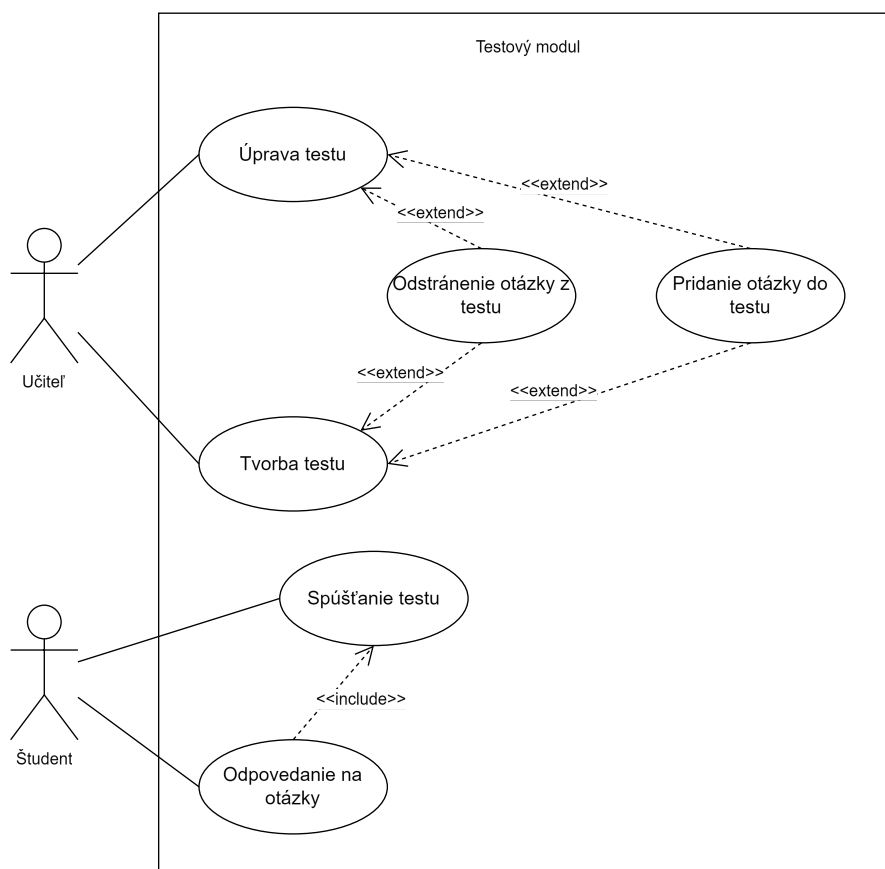 Testový modul
Úprava testu
<<extend>>
<<extend>>
Odstránenie otázky z
testu
Pridanie otázky do
testu
Učiteľ
<<extend>>
<<extend>>
Tvorba testu
Spúšťanie testu
<<include>>
Študent
Odpovedanie na
otázky